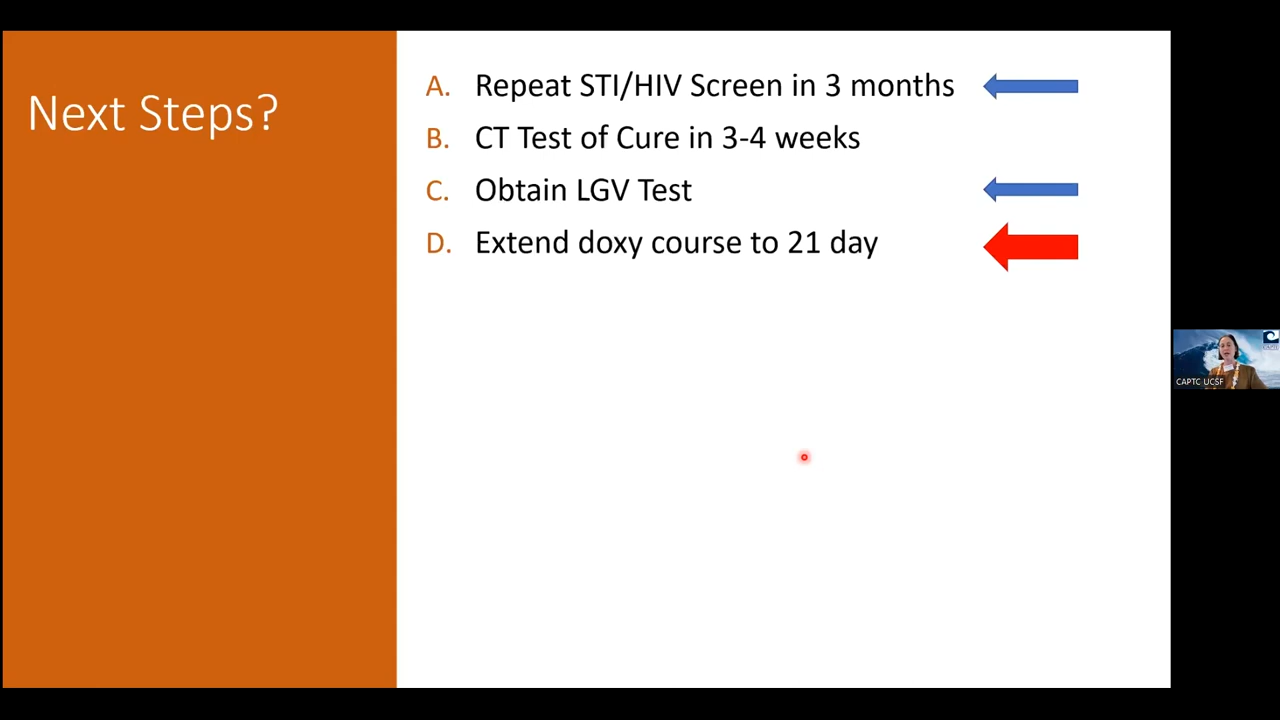 Next Steps?
A. Repeat STI/HIV Screen in 3 months
B. CT Test of Cure in 3-4 weeks
C. Obtain LGV Test
D. Extend doxy course to 21 day
CAPTC UCSF